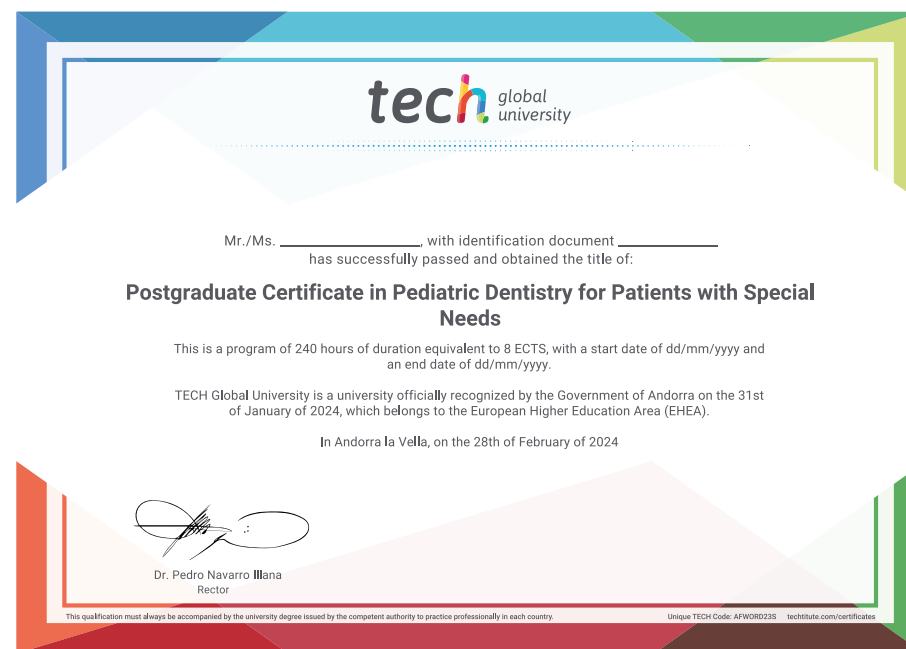 tech global university
Mr./Ms. ____________, with identification document ____________
has successfully passed and obtained the title of:
Postgraduate Certificate in Pediatric Dentistry for Patients with Special
Needs
This is a program of 240 hours of duration equivalent to 8 ECTS, with a start date of dd/mm/yyyy and
an end date of dd/mm/yyyy.
TECH Global University is a university officially recognized by the Government of Andorra on the 31st
of January of 2024, which belongs to the European Higher Education Area (EHEA).
In Andorra la Vella, on the 28th of February of 2024
Dr. Pedro Navarro Illana
Rector
This qualification must always be accompanied by the university degree issued by the competent authority to practice professionally in each country.
Unique TECH Code: AFWORD23S techtitute.com/certificates